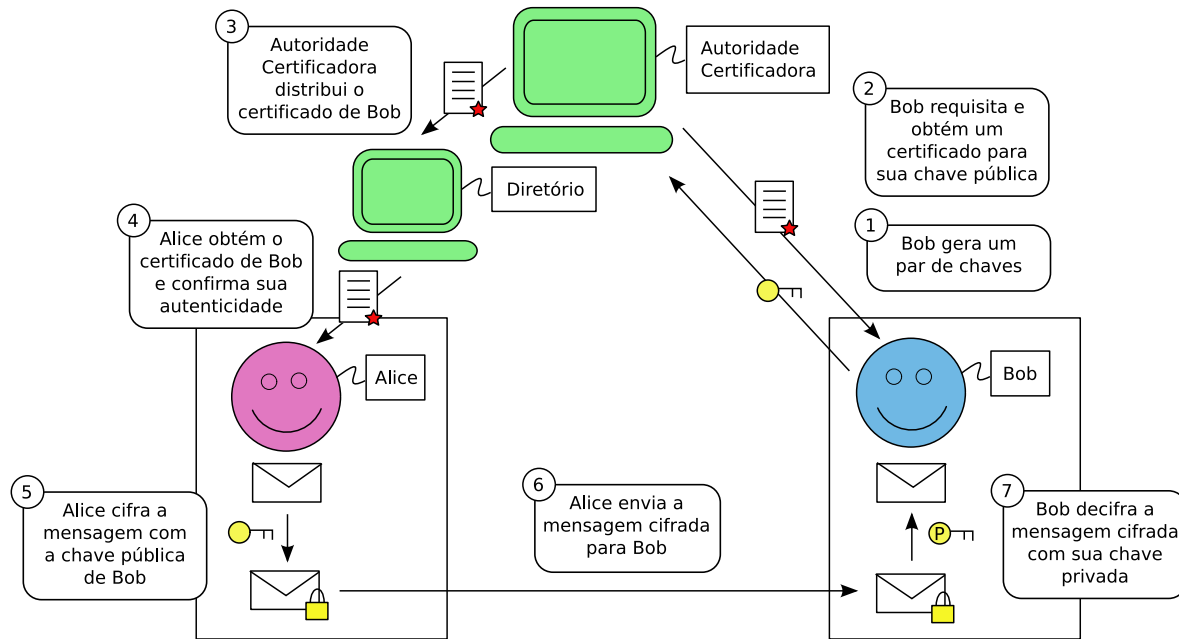 3
Autoridade
Certificadora
distribui o
certificado de Bob
Autoridade
Certificadora
2
Bob requisita e
obtém um
certificado para
sua chave pública
Diretório
4
Alice obtém o
certificado de Bob
e confirma sua
autenticidade
1
Bob gera um
par de chaves
Alice
Bob
5
Alice cifra a
mensagem com
a chave pública
de Bob
6
Alice envia a
mensagem cifrada
para Bob
7
Bob decifra a
mensagem cifrada
com sua chave
privada
P